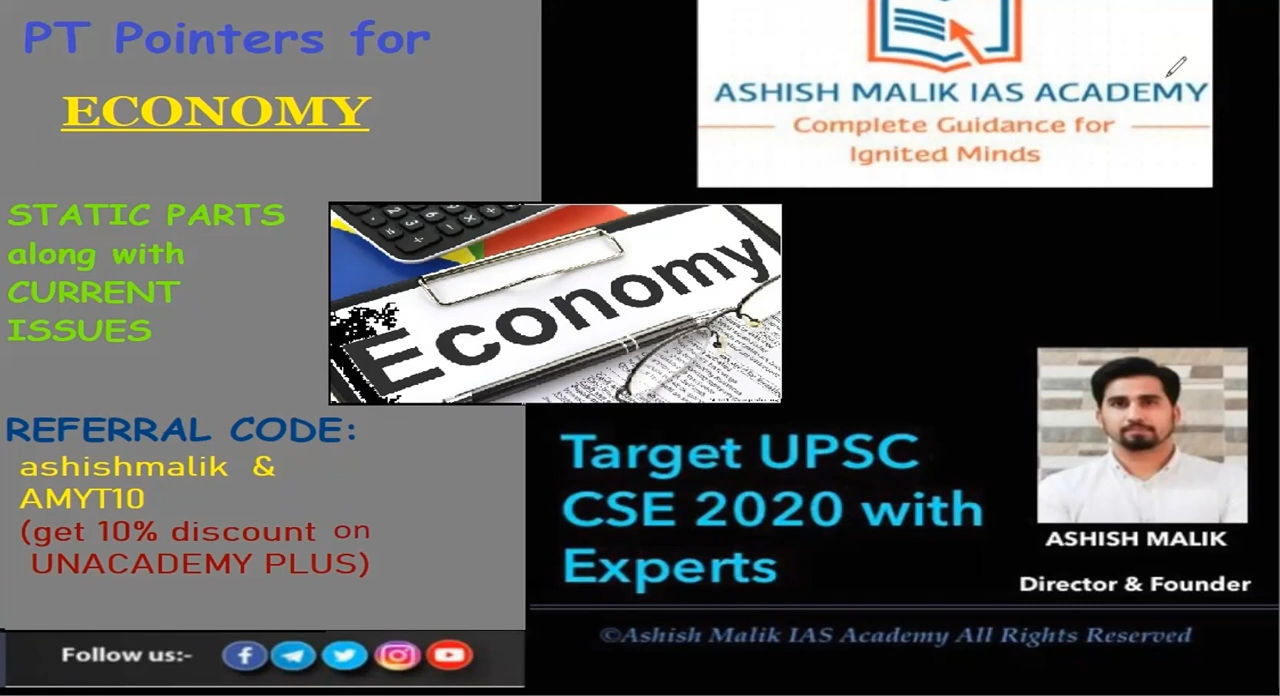 PT Pointers for
ECONOMY
STATIC PARTS
along with
CURRENT
ISSUES
REFERRAL CODE:
ashishmalik &
AMYT10
(get 10% discount on
UNACADEMY PLUS)
Follow us:-
Economy
ASHISH MALIK IAS ACADEMY
Complete Guidance for
Ignited Minds
Target UPSC
CSE 2020 with
Experts
ASHISH MALIK
Director & Founder
©Ashish Malik IAS Academy All Rights Reserved